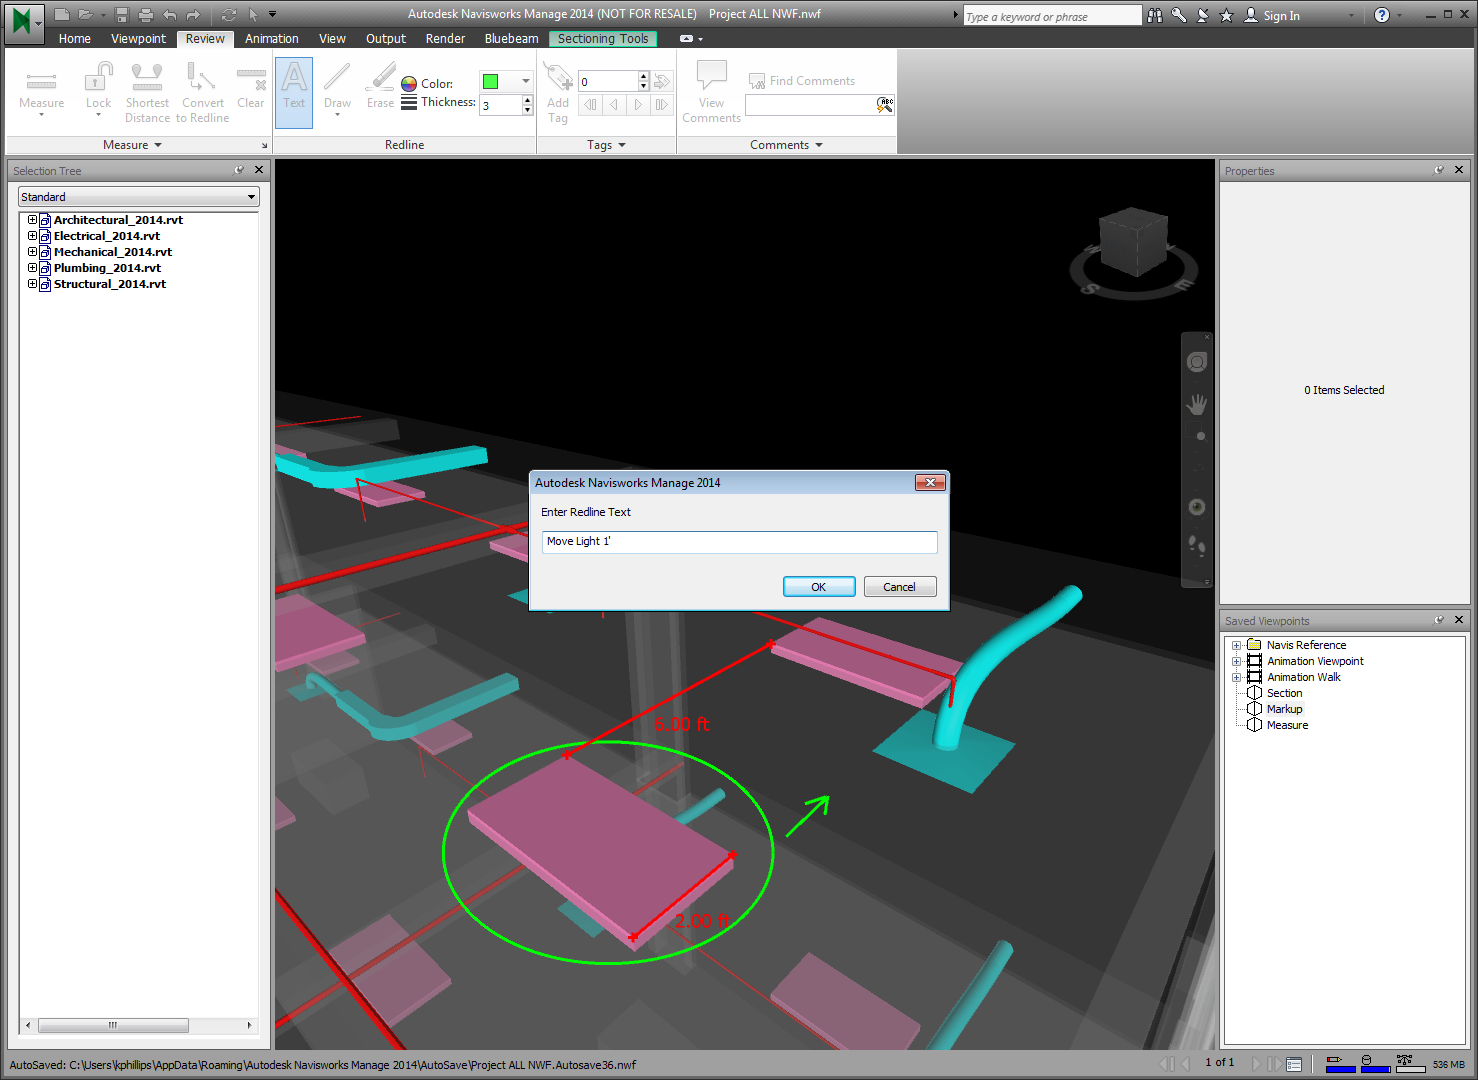 Autodesk Navisworks Manage 2014 (NOT FOR RESALE) Project ALL NWF.nwf
Type a keyword or phrase
Sign In
Home Viewpoint Review Animation View Output Render Bluebeam Sectioning Tools
Measure
Lock
Shortest Distance
Convert to Redline
Clear
Text
Draw
Erase
Color:
Thickness: 3
0
Add Tag
View Comments
Find Comments
Measure
Redline
Tags
Comments
Selection Tree
Standard
Architectural_2014.rvt
Electrical_2014.rvt
Mechanical_2014.rvt
Plumbing_2014.rvt
Structural_2014.rvt
S
E
Autodesk Navisworks Manage 2014
Enter Redline Text
Move Light 1'
OK Cancel
6.00 ft
2.00 ft
Properties
0 Items Selected
Saved Viewpoints
Navis Reference
Animation Viewpoint
Animation Walk
Section
Markup
Measure
AutoSaved: C:\Users\kphillips\AppData\Roaming\Autodesk Navisworks Manage 2014\AutoSave\Project ALL NWF.Autosave36.nwf
1 of 1
536 MB